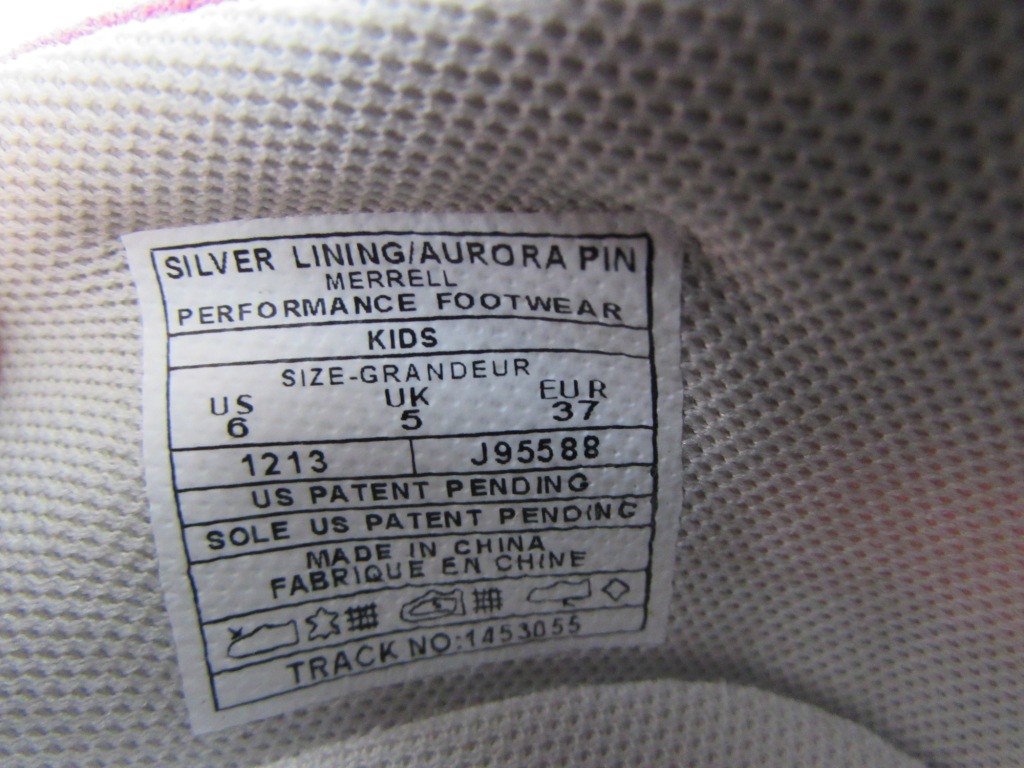 SILVER LINING/AURORA PIN
MERRELL
PERFORMANCE FOOTWEAR
KIDS
SIZE-GRANDEUR
US UK EUR
6 5 37
1213 J95588
US PATENT PENDING
SOLE US PATENT PENDING
MADE IN CHINA
FABRIQUE EN CHINE
TRACK NO:1453055